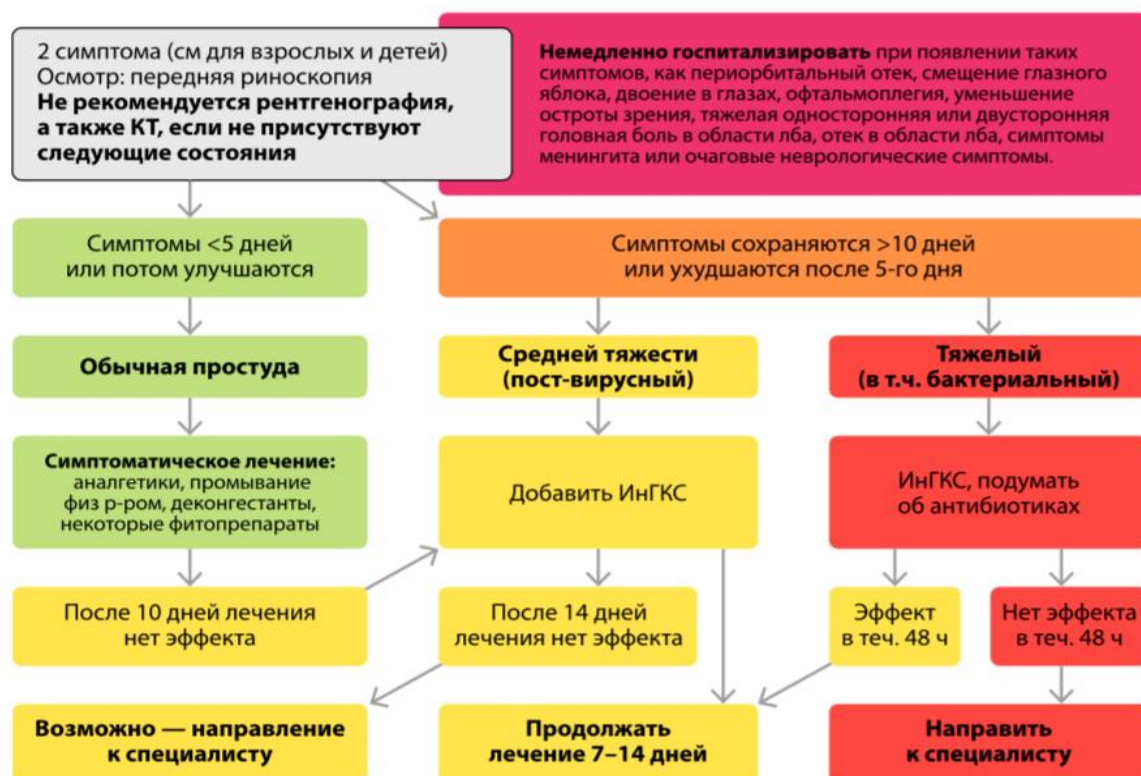 2 симптома (см для взрослых и детей)
Осмотр: передняя риноскопия
Не рекомендуется рентгенография,
а также КТ, если не присутствуют
следующие состояния
Немедленно госпитализировать при появлении таких
симптомов, как периорбитальный отек, смещение глазного
яблока, двоение в глазах, офтальмоплегия, уменьшение
остроты зрения, тяжелая односторонняя или двусторонняя
головная боль в области лба, отек в области лба, симптомы
менингита или очаговые неврологические симптомы.
Симптомы <5 дней
или потом улучшаются
Симптомы сохраняются >10 дней
или ухудшаются после 5-го дня
Обычная простуда
Средней тяжести
(пост-вирусный)
Тяжелый
(в т.ч. бактериальный)
Симптоматическое лечение:
аналгетики, промывание
физ р-ром, деконгестанты,
некоторые фитопрепараты
Добавить ИнГКС
ИнГКС, подумать
об антибиотиках
После 10 дней лечения
нет эффекта
После 14 дней
лечения нет эффекта
Эффект
в теч. 48 ч
Нет эффекта
в теч. 48 ч
Возможно — направление
к специалисту
Продолжать
лечение 7–14 дней
Направить
к специалисту